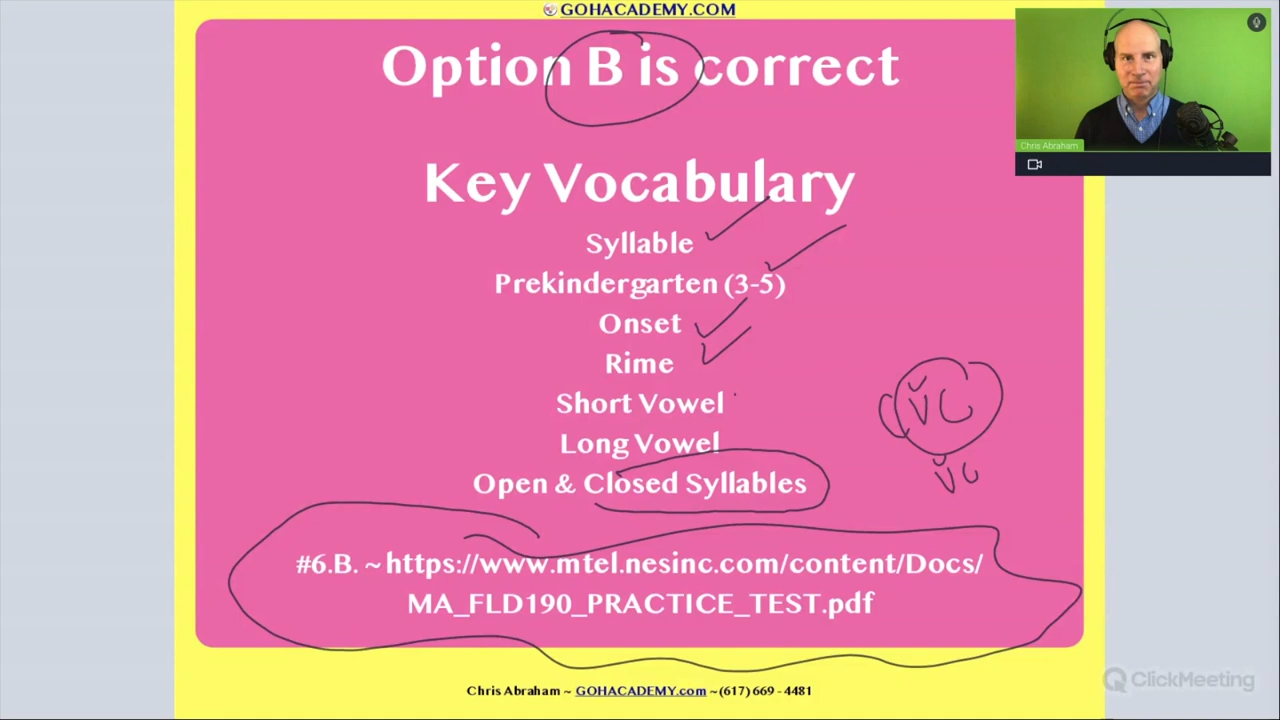 GOHACADEMY.COM
Option B is correct
Key Vocabulary
Syllable
Prekindergarten (3-5)
Onset
Rime
Short Vowel
Long Vowel
Open & Closed Syllables
#6.B. ~ https://www.mtel.nesinc.com/content/Docs/
MA_FLD190_PRACTICE_TEST.pdf
Chris Abraham ~ GOHACADEMY.com ~(617) 669 - 4481
Chris Abraham
V̆C
V̆C
ClickMeeting